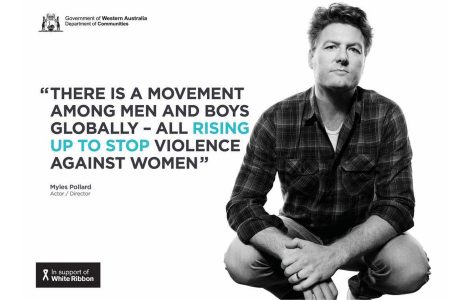 Government of Western Australia
Department of Communities
“THERE IS A MOVEMENT
AMONG MEN AND BOYS
GLOBALLY – ALL RISING
UP TO STOP VIOLENCE
AGAINST WOMEN”
Myles Pollard
Actor / Director
In support of
White Ribbon